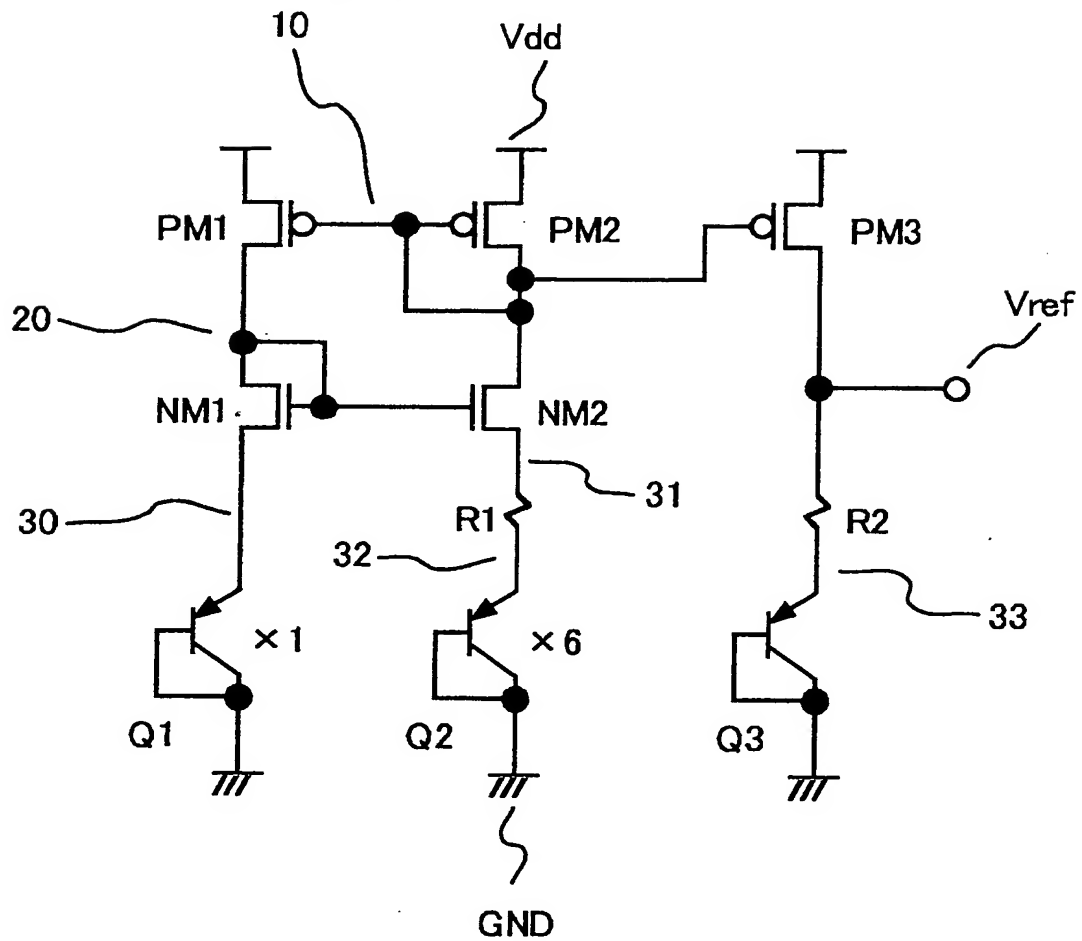 10
Vdd
PM1
PM2
PM3
20
Vref
NM1
NM2
31
30
R1
R2
32
33
×1
×6
Q1
Q2
Q3
GND